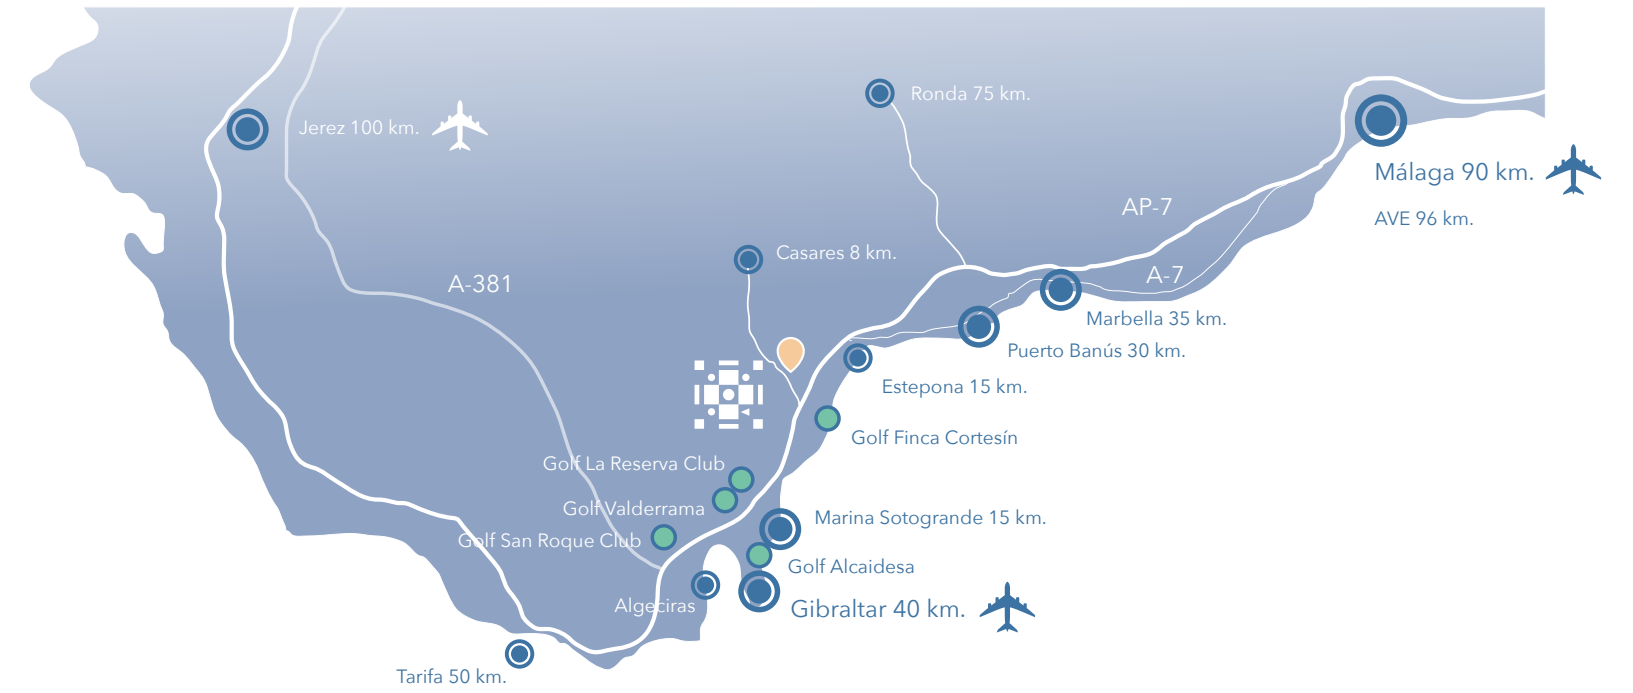 Ronda 75 km.
Jerez 100 km.
Málaga 90 km.
AP-7
AVE 96 km.
Casares 8 km.
A-7
A-381
Marbella 35 km.
Puerto Banús 30 km.
Estepona 15 km.
Golf Finca Cortesín
Golf La Reserva Club
Golf Valderrama
Marina Sotogrande 15 km.
Golf San Roque Club
Golf Alcaidesa
Algeciras
Gibraltar 40 km.
Tarifa 50 km.